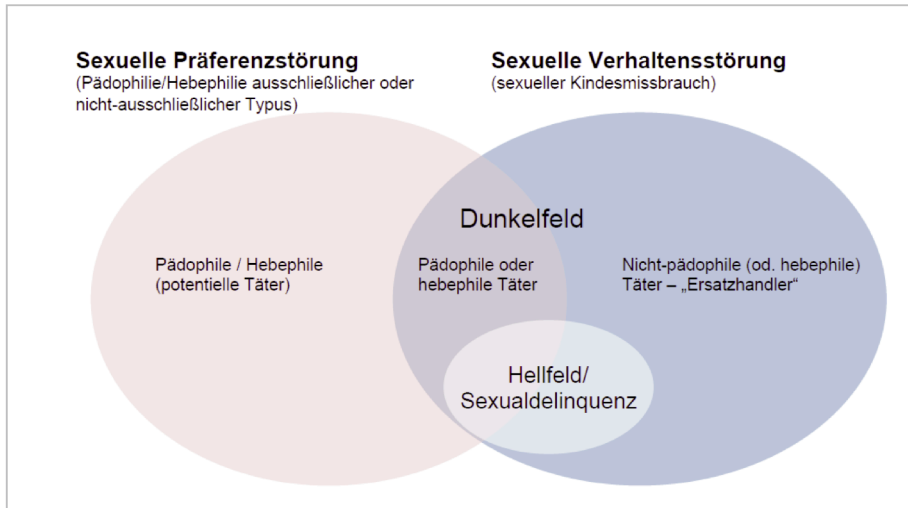 Sexuelle Präferenzstörung
(Pädophilie/Hebephilie ausschließlicher oder
nicht-ausschließlicher Typus)
Sexuelle Verhaltensstörung
(sexueller Kindesmissbrauch)
Dunkelfeld
Pädophile / Hebephile
(potentielle Täter)
Pädophile oder
hebephile Täter
Nicht-pädophile (od. hebephile)
Täter – „Ersatzhandler“
Hellfeld/
Sexualdelinquenz